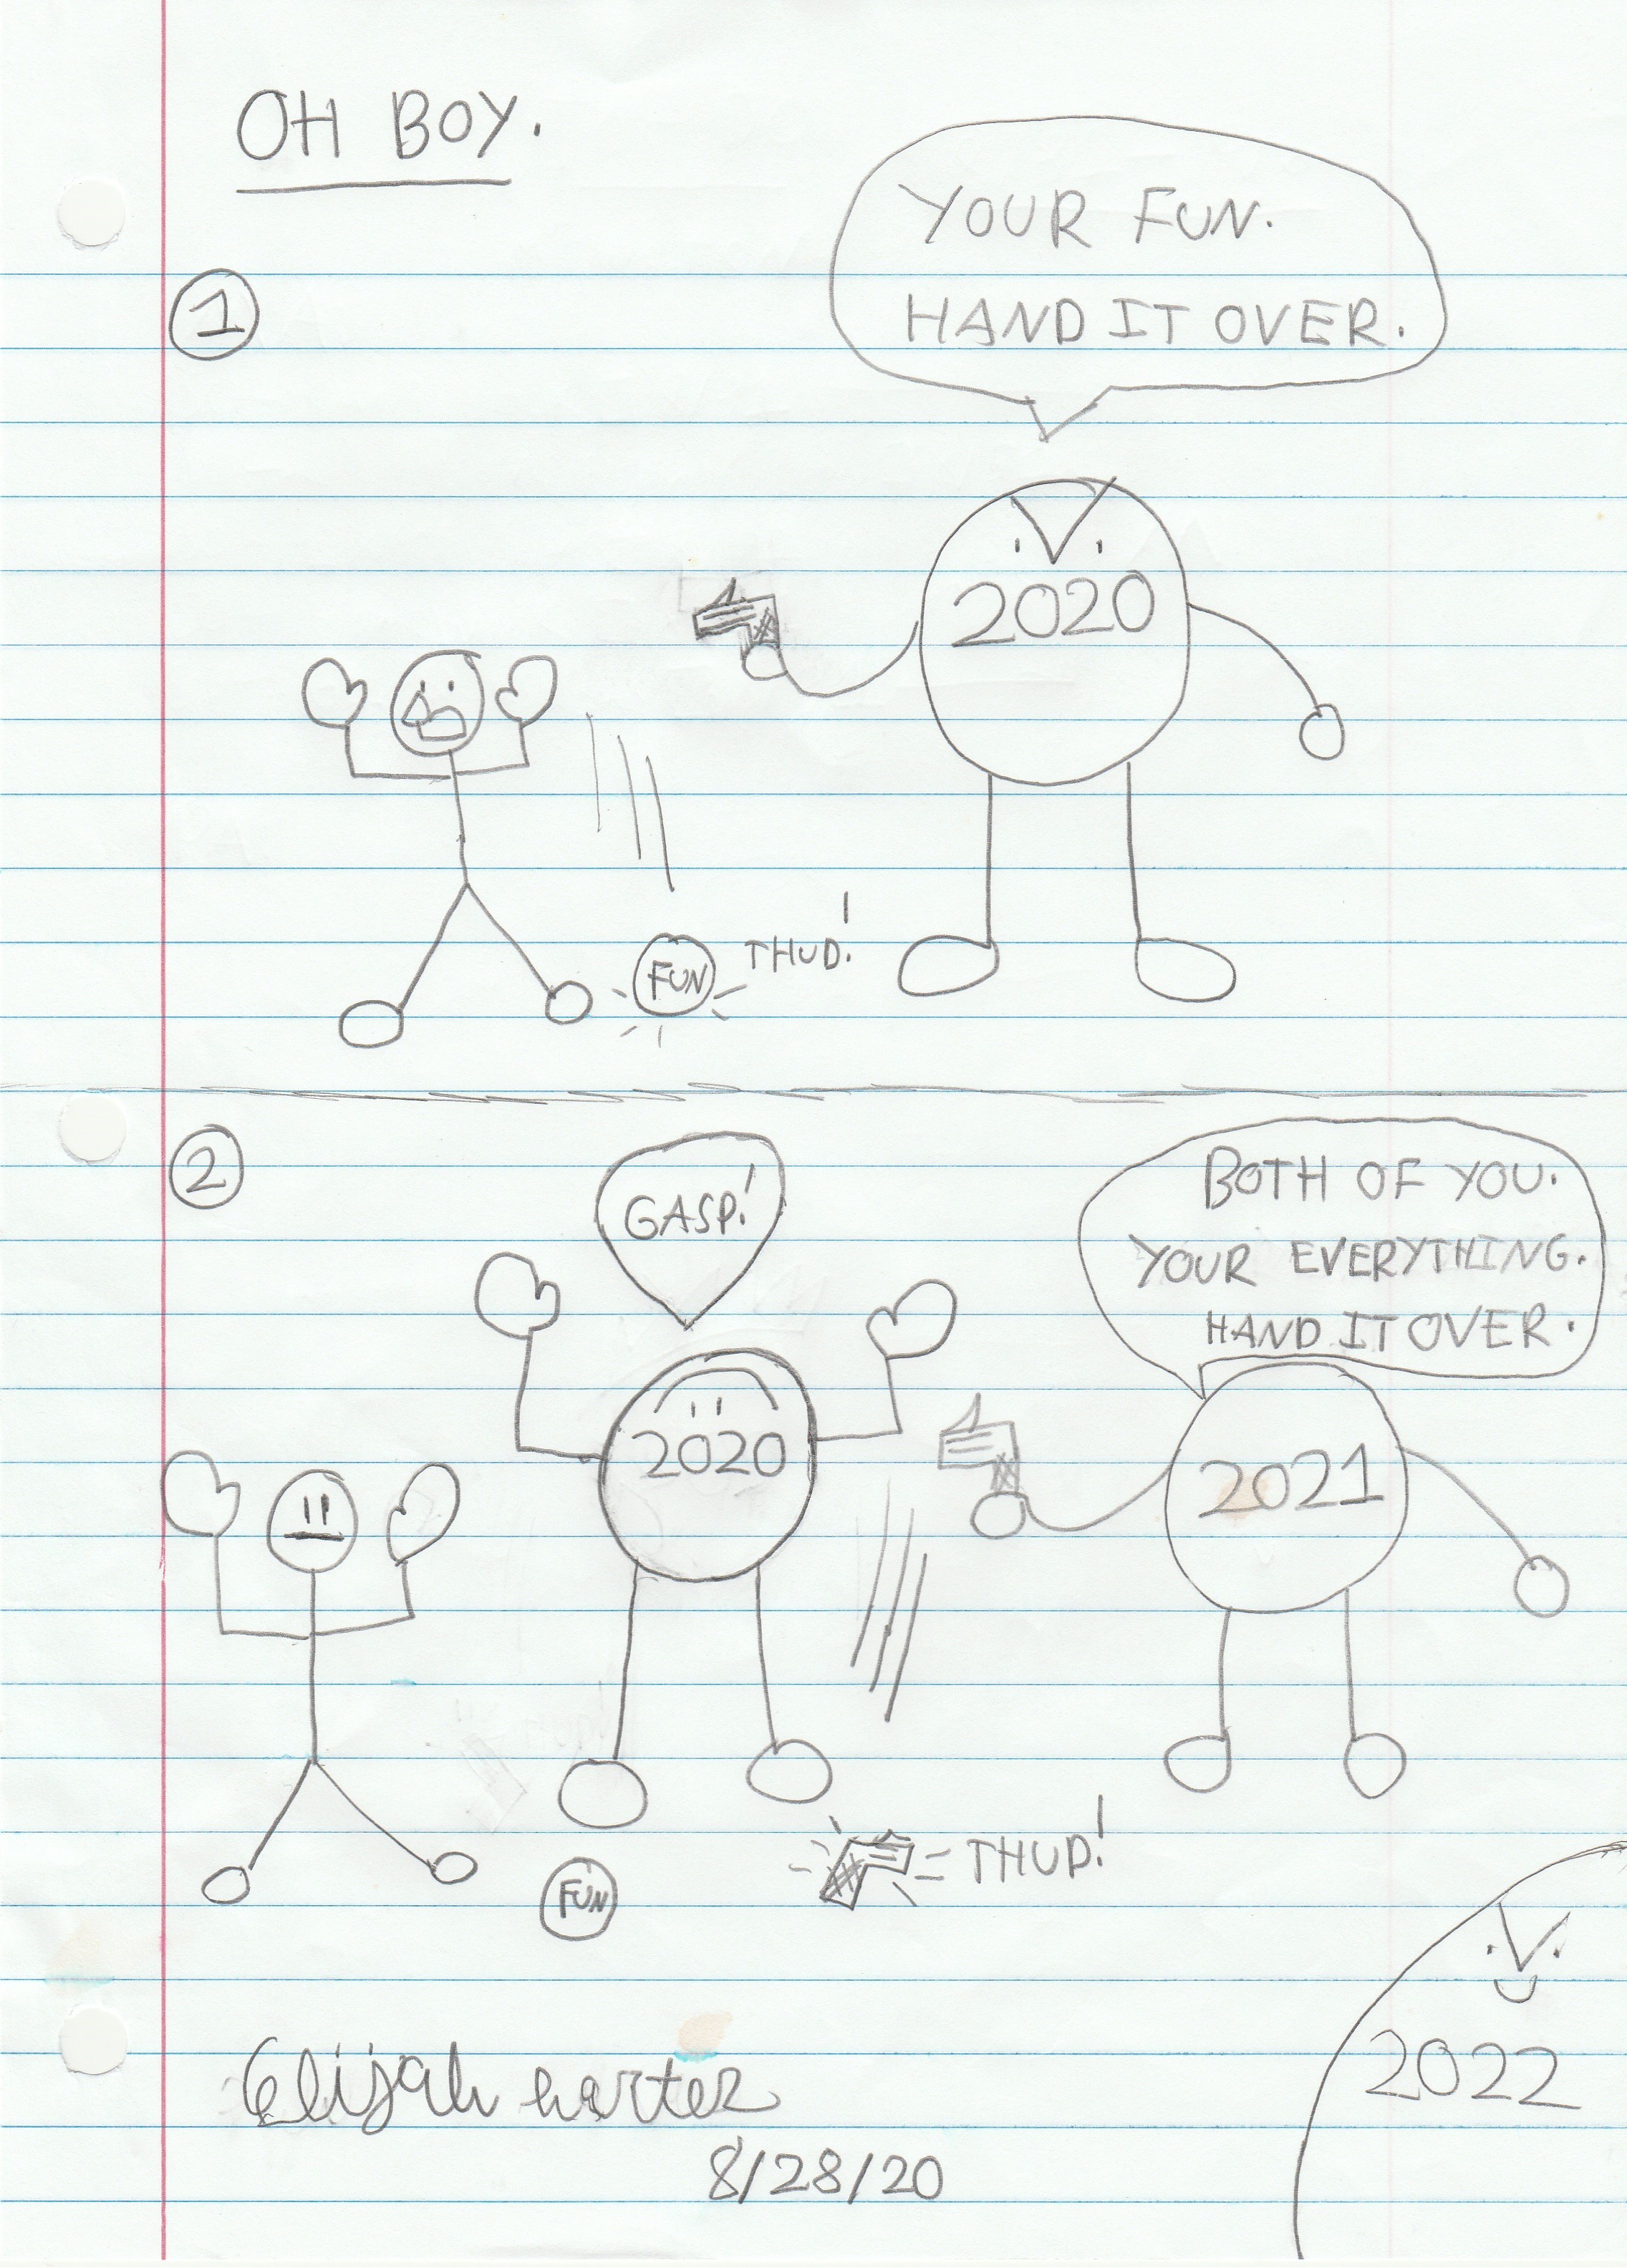 OH BOY.
1
YOUR FUN.
HAND IT OVER.
2020
FUN
THUD!
2
GASP!
BOTH OF YOU.
YOUR EVERYTHING.
HAND IT OVER.
2020
2021
THUD!
FUN
2022
Elijah harter
8/28/20